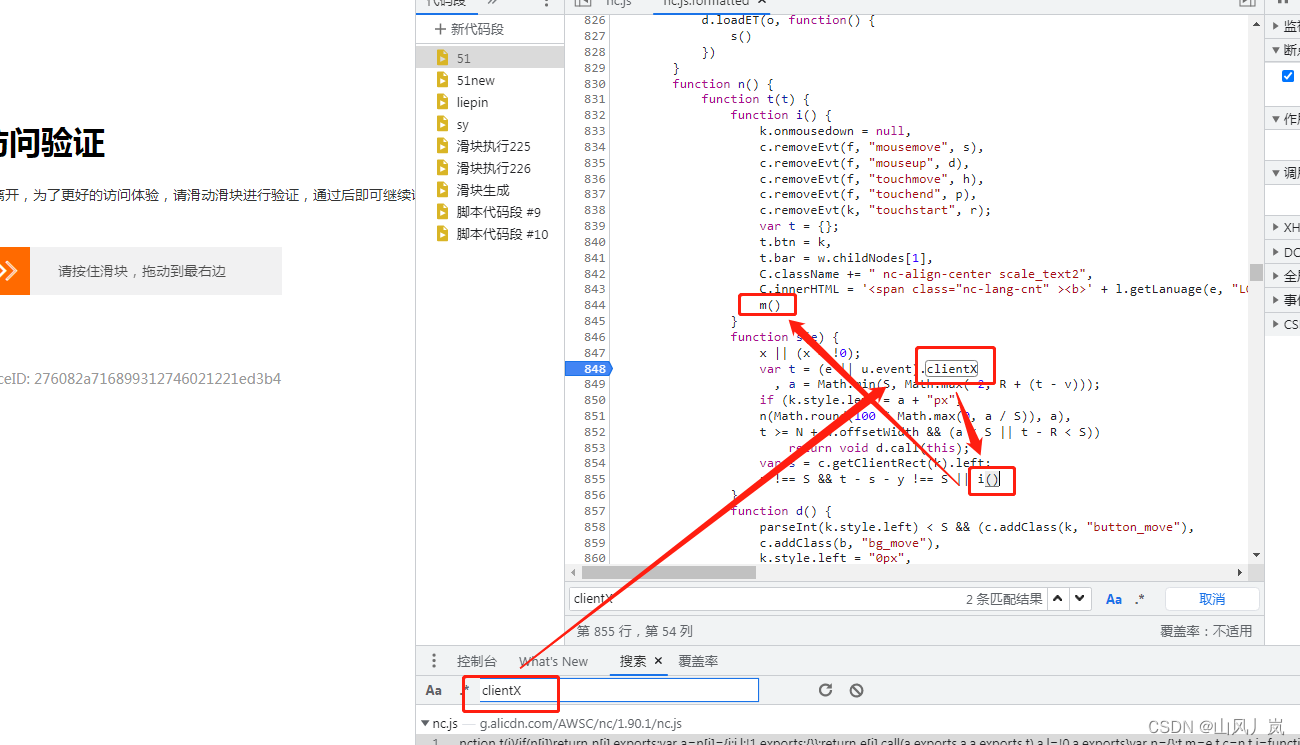 代码段 »
nc.js nc.js:formatted ×
+ 新代码段
51
51new
liepin
sy
滑块执行225
滑块执行226
滑块生成
脚本代码段 #9
脚本代码段 #10
问验证
离开，为了更好的访问体验，请滑动滑块进行验证，通过后即可继续
请按住滑块，拖动到最右边
ceID: 276082a716899312746021221ed3b4
826 d.loadET(o, function() {
827 s()
828 })
829 }
830 function n() {
831 function t(t) {
832 function i() {
833 k.onmousedown = null,
834 c.removeEvt(f, "mousemove", s),
835 c.removeEvt(f, "mouseup", d),
836 c.removeEvt(f, "touchmove", h),
837 c.removeEvt(f, "touchend", p),
838 c.removeEvt(k, "touchstart", r);
839 var t = {};
840 t.btn = k,
841 t.bar = w.childNodes[1],
842 C.className += " nc-align-center scale_text2",
843 C.innerHTML = '<span class="nc-lang-cnt" ><b>' + l.getLanuage(e, "LO
844 m()
845 }
846 function s(e) {
847 x || (x = !0);
848 var t = (e || u.event).clientX
849 , a = Math.min(S, Math.max(-2, R + (t - v)));
850 if (k.style.left = a + "px",
851 n(Math.round(100 * Math.max(0, a / S)), a),
852 t >= N + .offsetWidth && (a < S || t - R < S))
853 return void d.call(this);
854 var s = c.getClientRect(k).left;
855 !== S && t - s - y !== S || i()
856 }
857 function d() {
858 parseInt(k.style.left) < S && (c.addClass(k, "button_move"),
859 c.addClass(b, "bg_move"),
860 k.style.left = "0px",
clientX 2 条匹配结果 Aa .* 取消
第 855 行，第 54 列 覆盖率：不适用
控制台 What's New 搜索 × 覆盖率
Aa .* clientX
nc.js — g.alicdn.com/AWSC/nc/1.90.1/nc.js
监
断点
作用
调用
XH
DO
全局
事件
CS
CSDN @山风丿岚